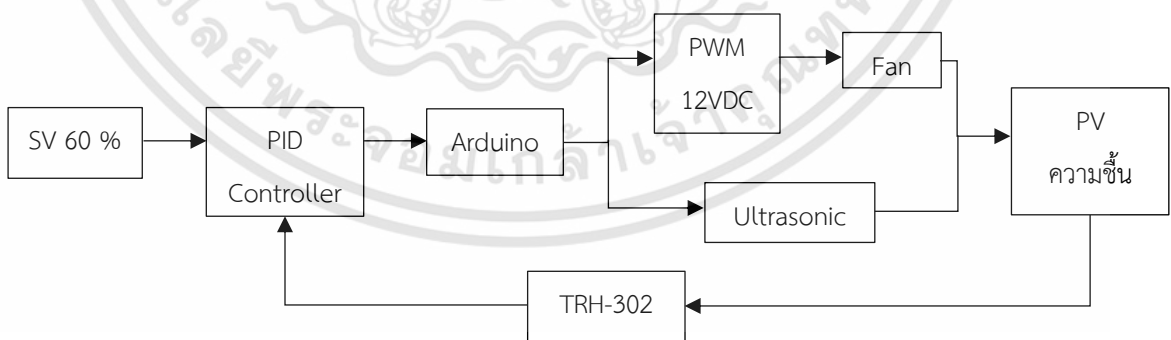 PWM
12VDC
Fan
SV 60 %
PID
Controller
Arduino
PV
ความชื้น
Ultrasonic
TRH-302